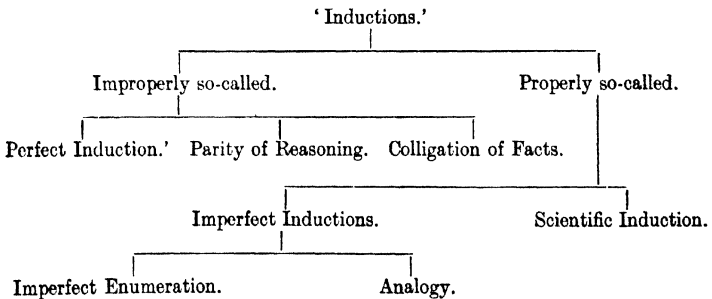 ‘ Inductions.’
Improperly so-called. Properly so-called.
Perfect Induction.’ Parity of Reasoning. Colligation of Facts.
Imperfect Inductions. Scientific Induction.
Imperfect Enumeration. Analogy.